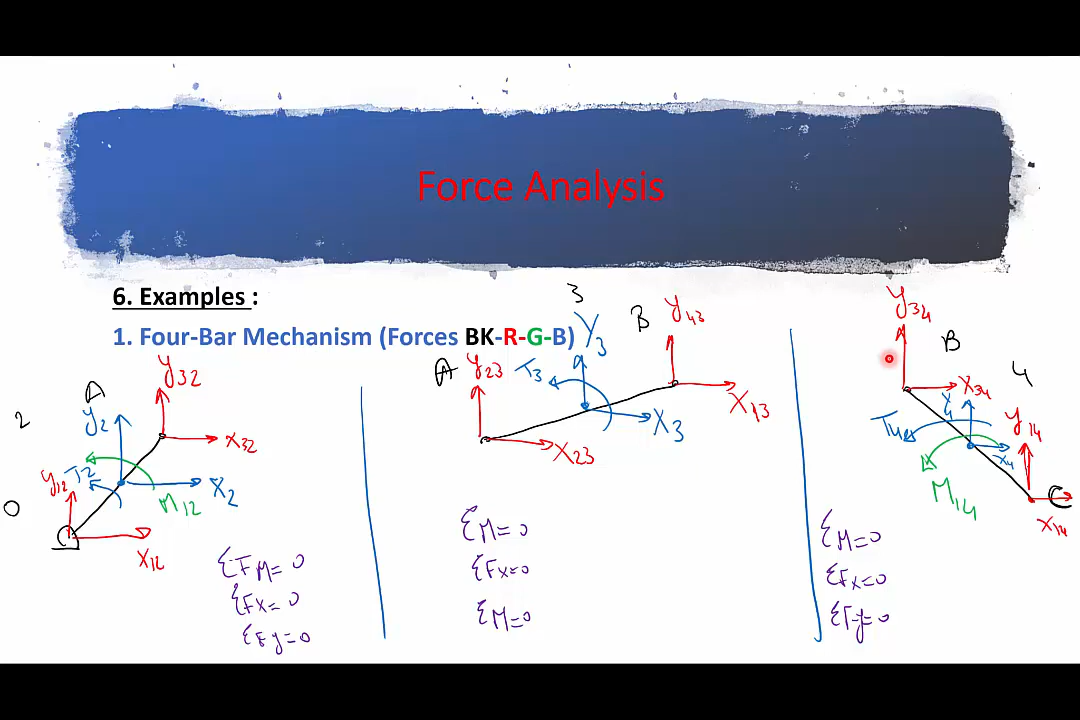 Force Analysis
6. Examples :
1. Four-Bar Mechanism (Forces BK-R-G-B)
2
A
O
y32
x32
y2
x2
T2
M12
y12
x12
ΣFM=0
ΣFx=0
ΣFy=0
3
A
B
y23
x23
T3
Y3
X3
y43
X43
ΣM=0
ΣFx=0
ΣM=0
4
B
y34
x34
Y4
x4
T4
M14
y14
C
x14
ΣM=0
ΣFx=0
ΣFy=0